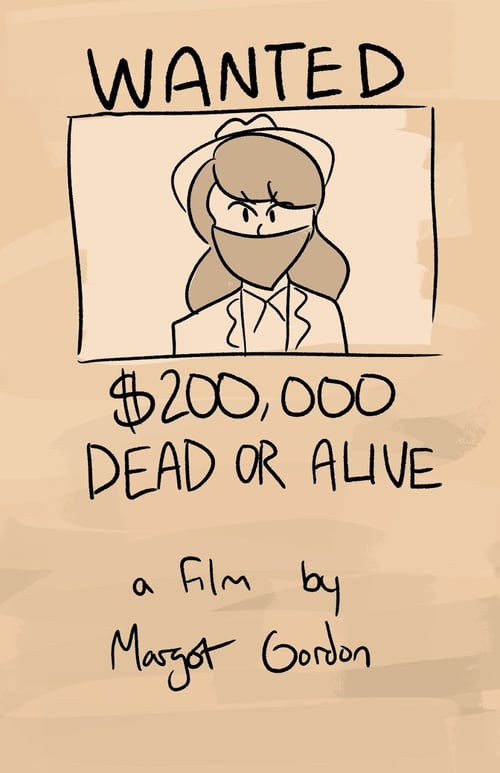 WANTED
$200,000
DEAD OR ALIVE
a film by
Margot Gordon